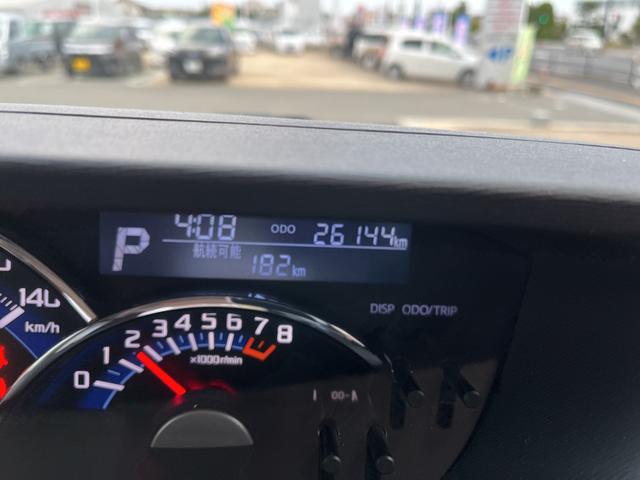 4:08 ODO 26144km
P
航続可能
182km
DISP ODO/TRIP
140
km/h
0 1 2 3 4 5 6 7 8
×1000r/min